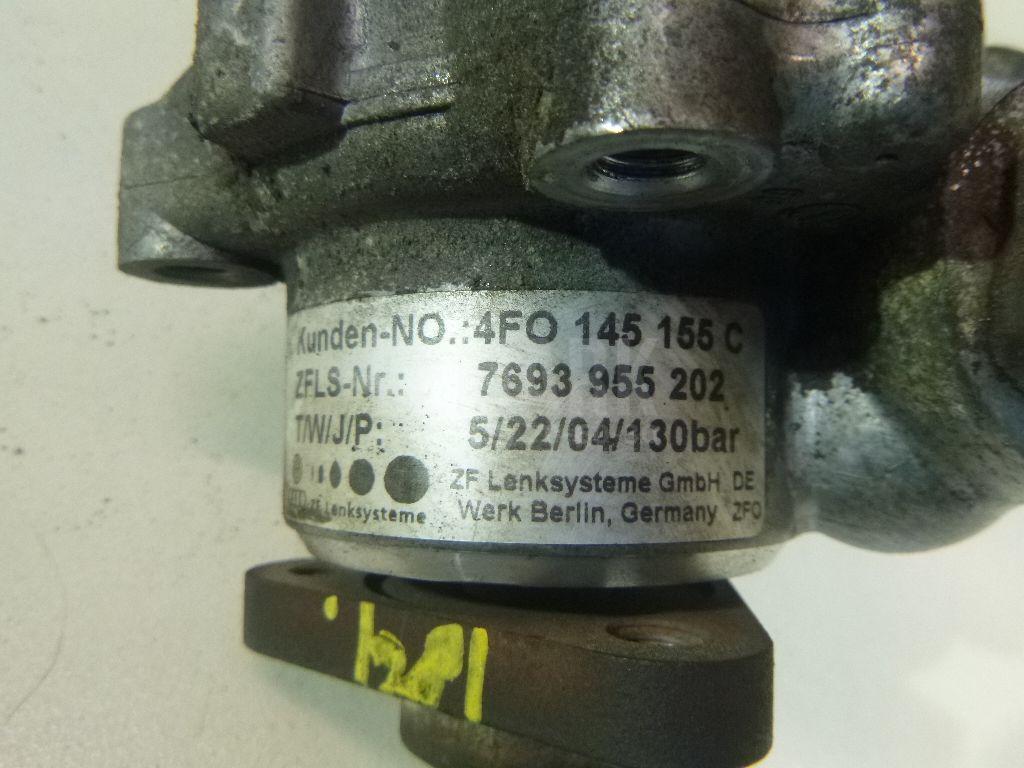 Kunden-NO.:4FO 145 155 C
ZFLS-Nr.: 7693 955 202
T/W/J/P: 5/22/04/130bar
ZF Lenksysteme GmbH DE
ZF Lenksysteme Werk Berlin, Germany ZFO